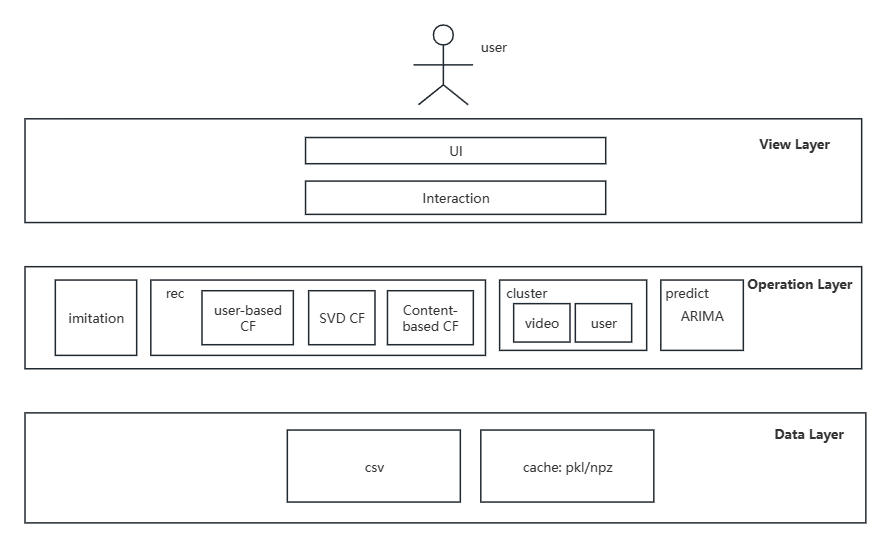 user
View Layer
UI
Interaction
Operation Layer
imitation
rec
user-based
CF
SVD CF
Content-
based CF
cluster
video
user
predict
ARIMA
Data Layer
csv
cache: pkl/npz